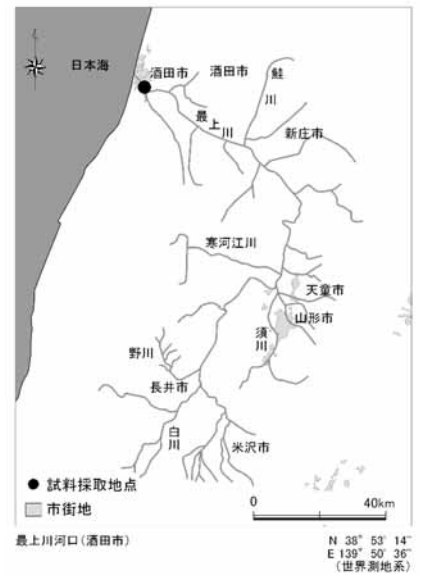 日本海
酒田市
酒田市
鮭川
最上川
新庄市
寒河江川
天童市
山形市
須川
野川
長井市
白川
米沢市
● 試料採取地点
市街地
0 40km
最上川河口(酒田市)
N 38° 53′ 14″
E 139° 50′ 36″
(世界測地系)